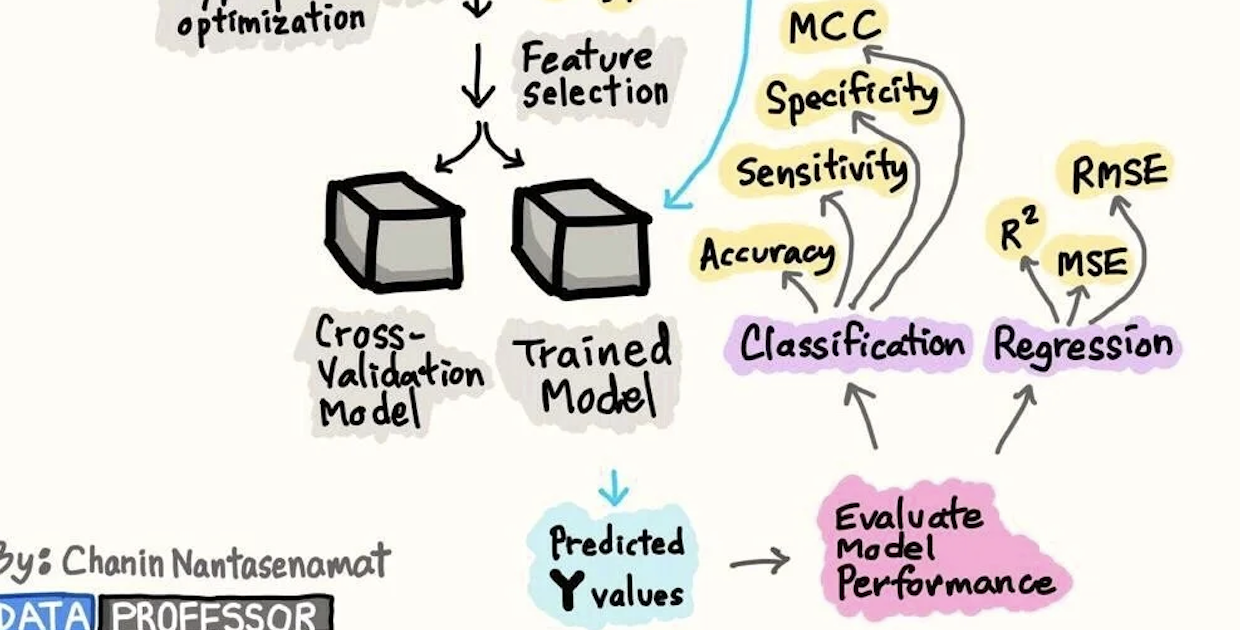 optimization
Feature
Selection
Cross-
Validation
Model
Trained
Model
MCC
Specificity
Sensitivity
Accuracy
Classification
RMSE
R²
MSE
Regression
Predicted
Y values
Evaluate
Model
Performance
By: Chanin Nantasenamat
DATA PROFESSOR